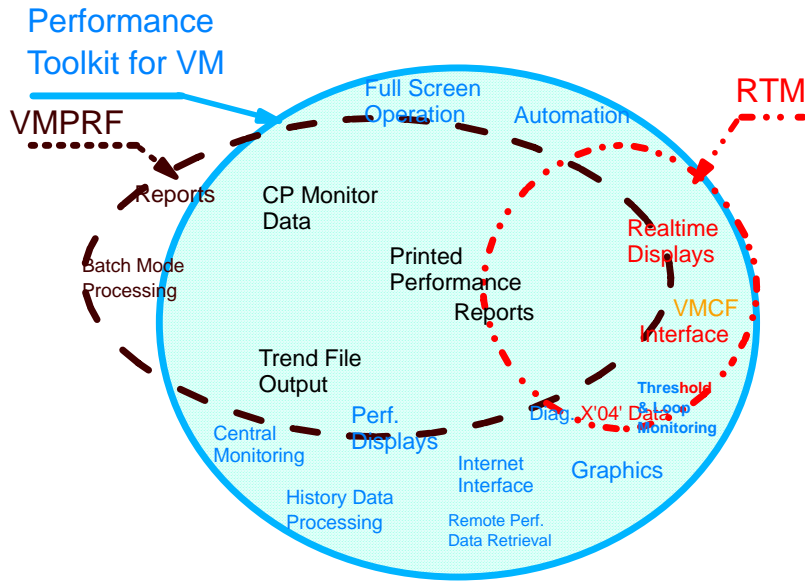 Performance
Toolkit for VM
VMPRF
RTM
Full Screen
Operation
Automation
Reports
CP Monitor
Data
Realtime
Displays
Batch Mode
Processing
Printed
Performance
Reports
VMCF
Interface
Trend File
Output
Threshold
& Loop
Monitoring
Diag. X'04' Data
Perf.
Displays
Central
Monitoring
Internet
Interface
Graphics
History Data
Processing
Remote Perf.
Data Retrieval